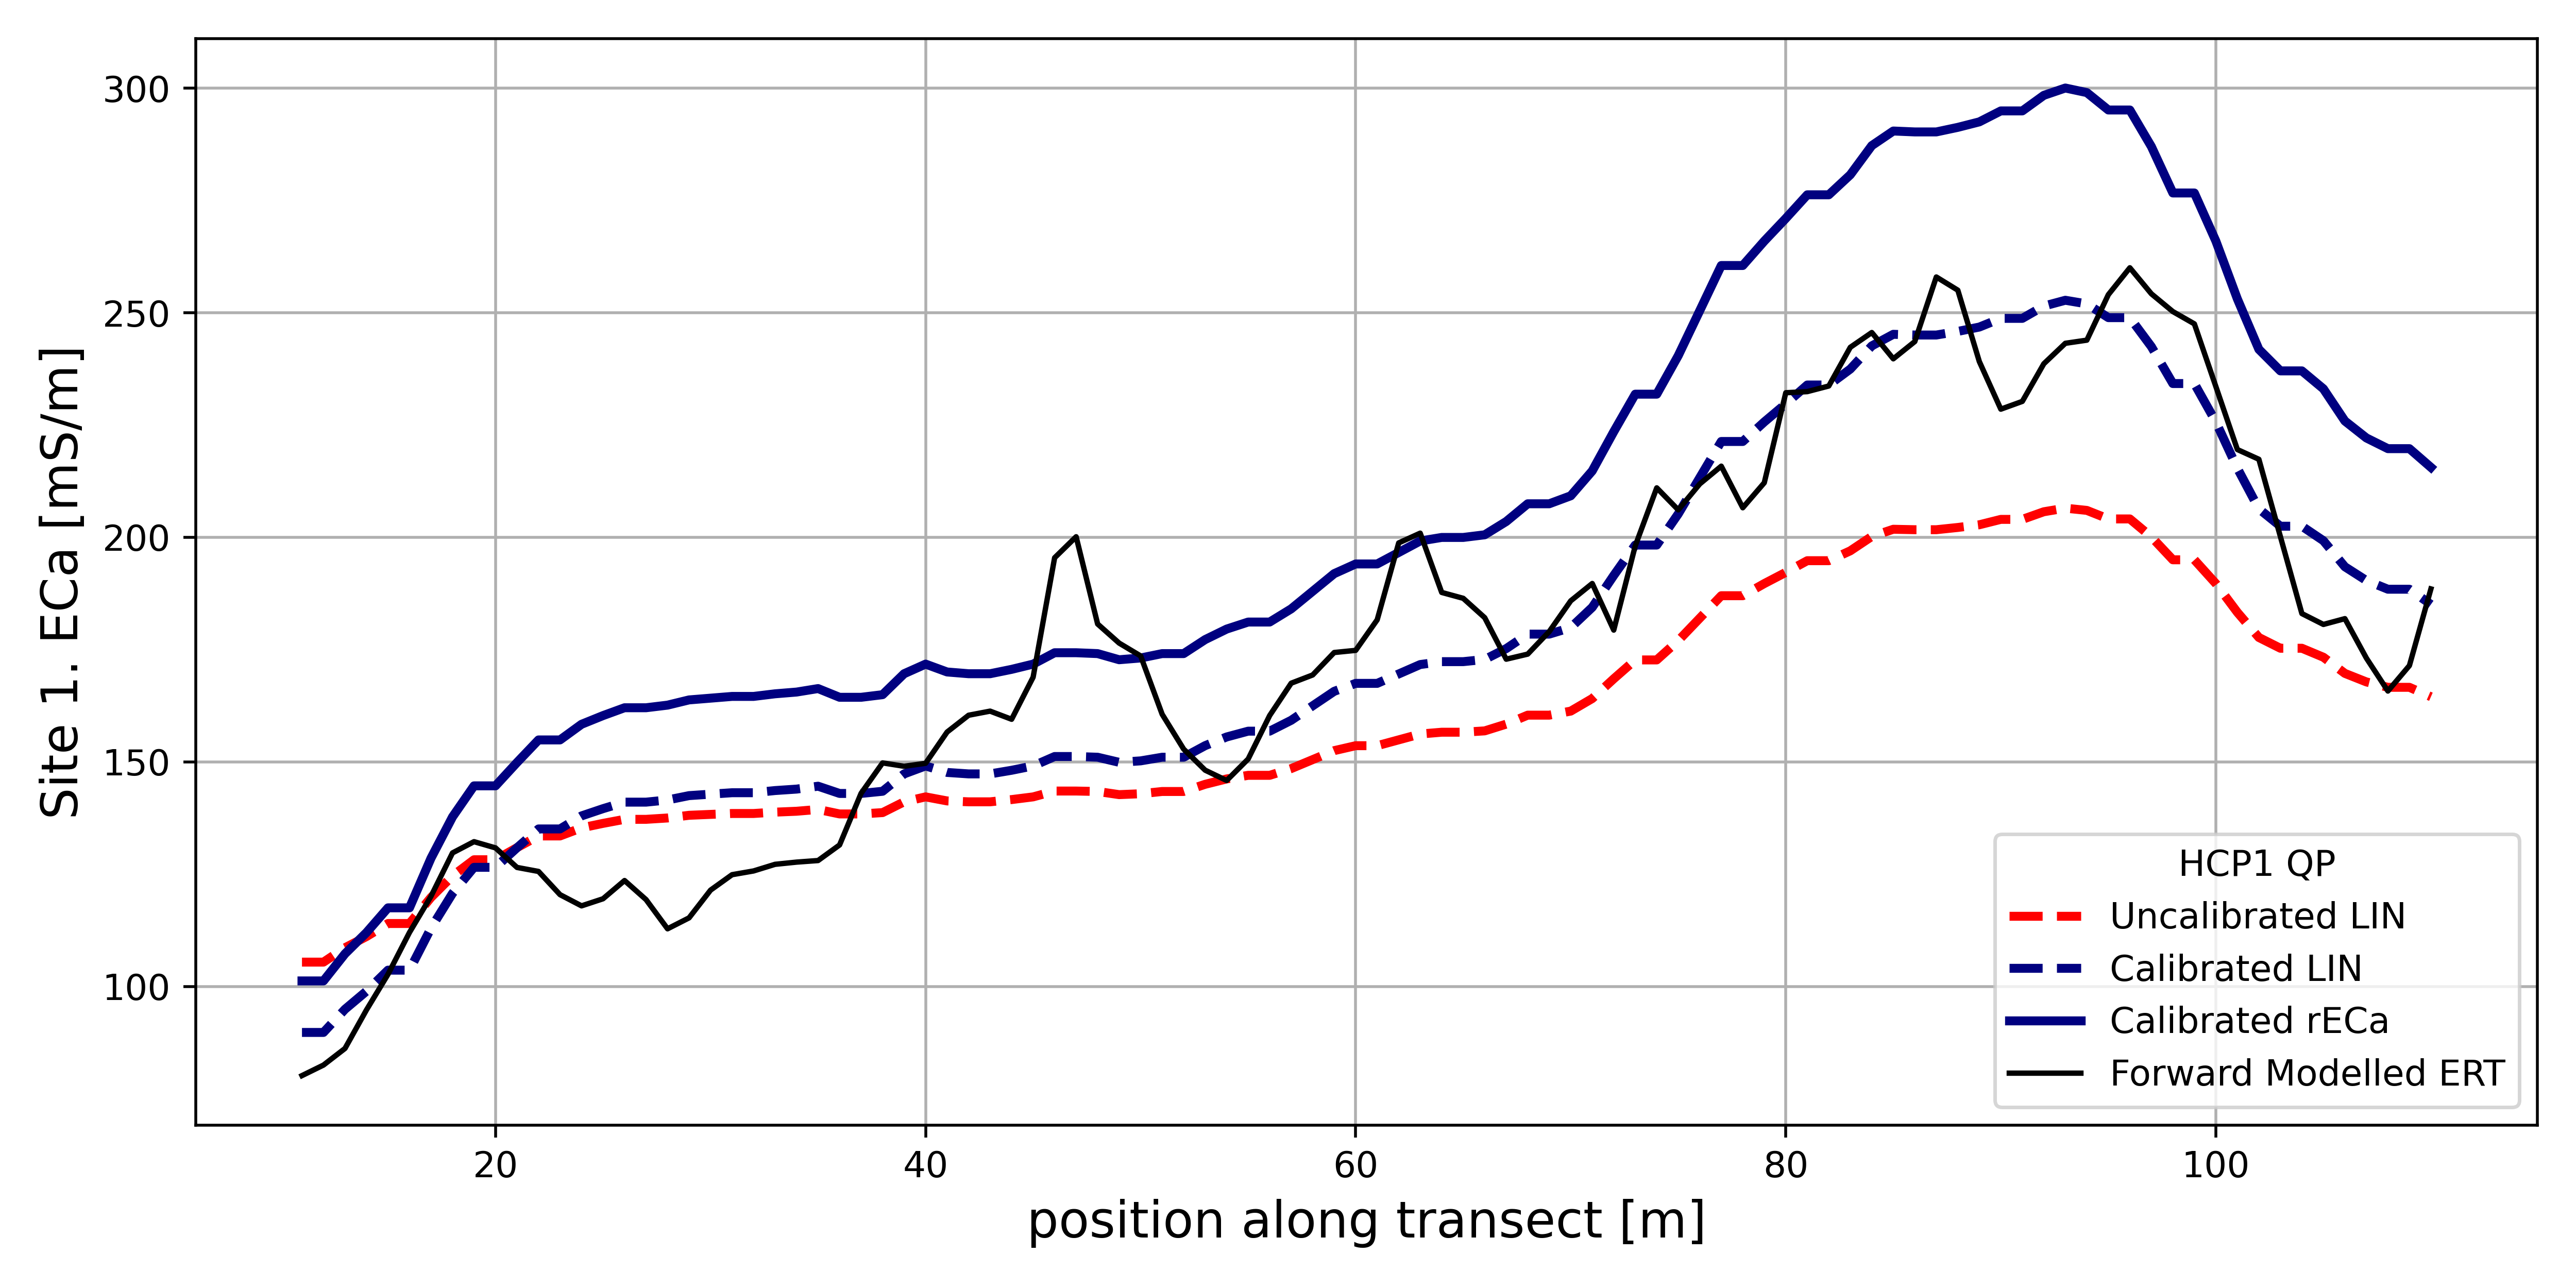 300
250
200
150
100
Site 1. ECa [mS/m]
20 40 60 80 100
position along transect [m]
HCP1 QP
Uncalibrated LIN
Calibrated LIN
Calibrated rECa
Forward Modelled ERT